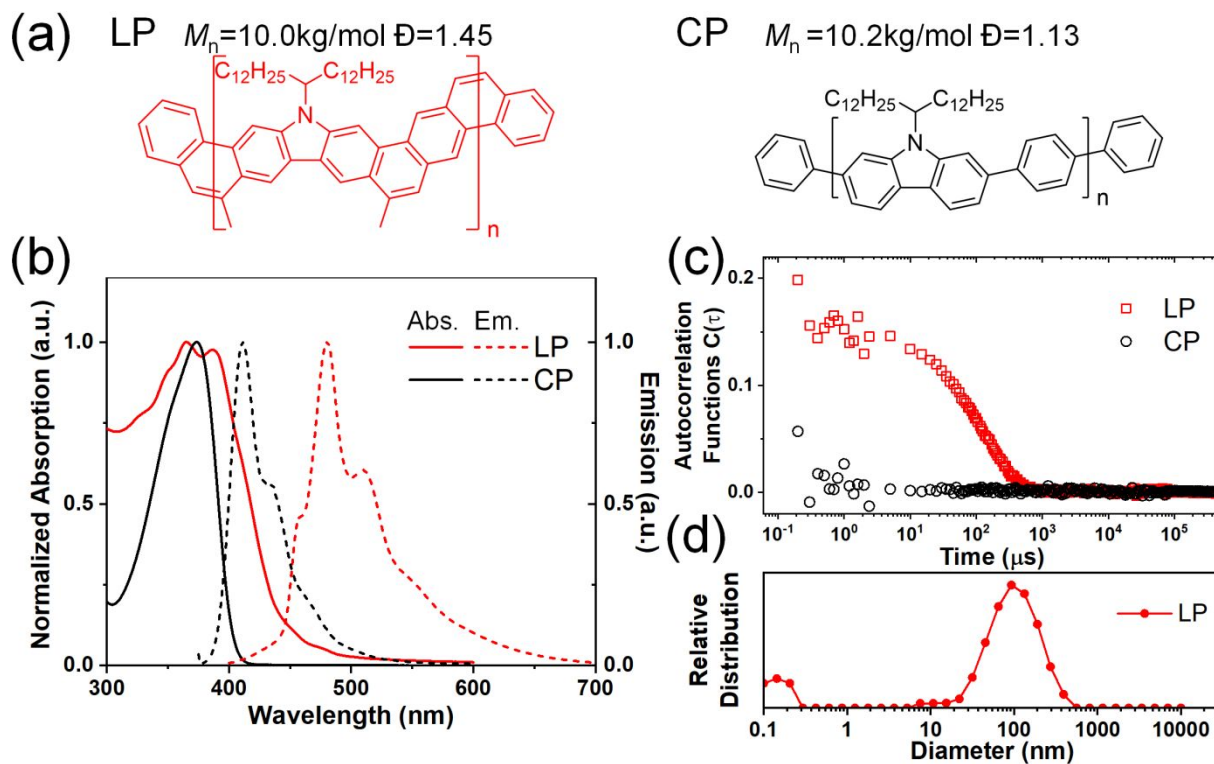 (a) LP Mn=10.0kg/mol Đ=1.45
CP Mn =10.2kg/mol Đ=1.13
C12H25 C12H25
N
n
C12H25 C12H25
N
n
(b)
Normalized Absorption (a.u.)
1.0
0.5
0.0
Abs. Em.
LP
CP
1.0
0.5
0.0
Emission (a.u.)
300 400 500 600 700
Wavelength (nm)
(c)
Autocorrelation
Functions C(τ)
0.2
0.1
0.0
LP
CP
10-1 100 101 102 103 104 105
Time (μs)
(d)
Relative
Distribution
LP
0.1 1 10 100 1000 10000
Diameter (nm)